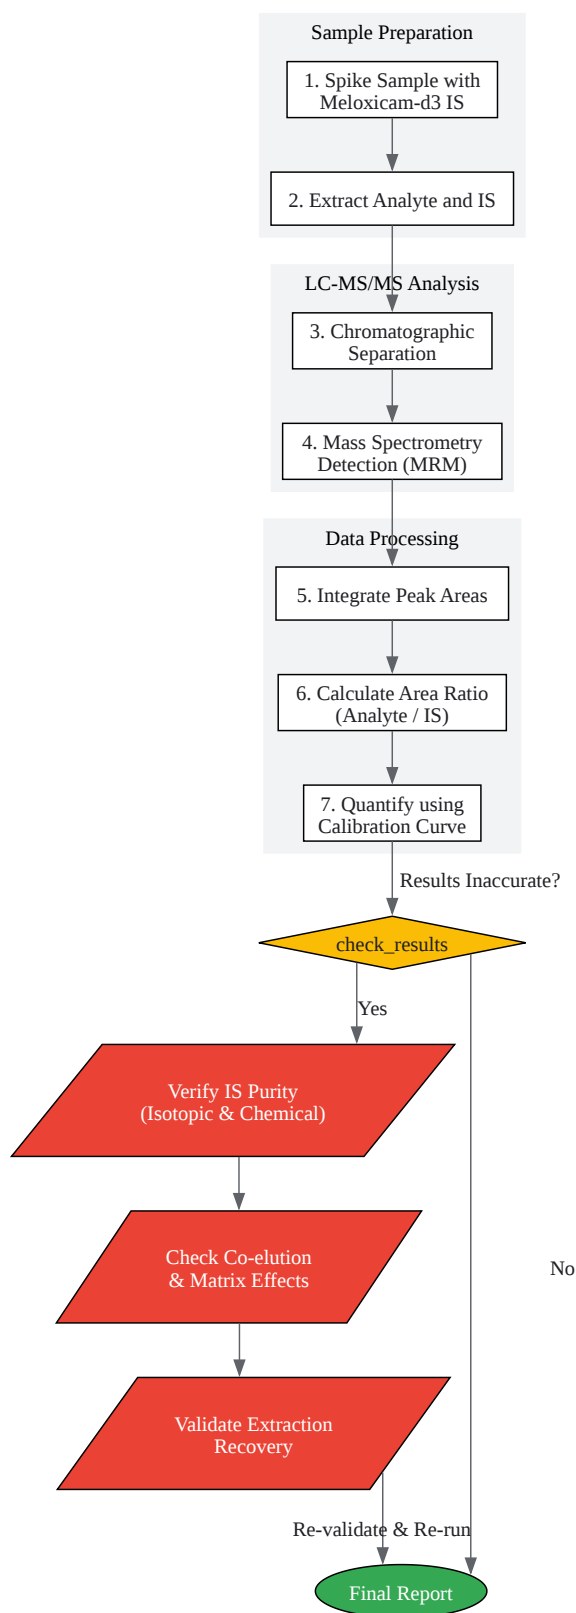 Sample Preparation
1. Spike Sample with
Meloxicam-d3 IS
2. Extract Analyte and IS
LC-MS/MS Analysis
3. Chromatographic
Separation
4. Mass Spectrometry
Detection (MRM)
Data Processing
5. Integrate Peak Areas
6. Calculate Area Ratio
(Analyte / IS)
7. Quantify using
Calibration Curve
Results Inaccurate?
check_results
Yes
Verify IS Purity
(Isotopic & Chemical)
Check Co-elution
& Matrix Effects
No
Validate Extraction
Recovery
Re-validate & Re-run
Final Report